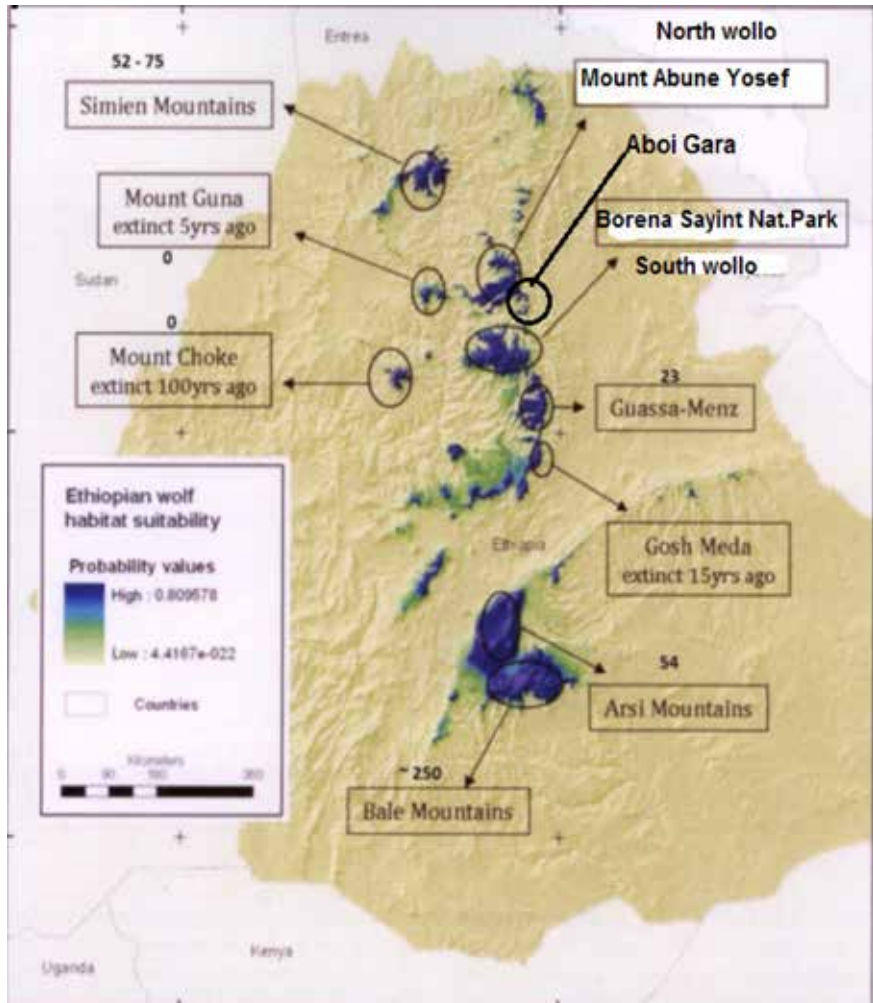 Eritrea
North wollo
52 - 75
Simien Mountains
Mount Abune Yosef
Aboi Gara
Mount Guna
extinct 5yrs ago
0
Borena Sayint Nat.Park
South wollo
Sudan
0
Mount Choke
extinct 100yrs ago
23
Guassa-Menz
Ethiopia
Gosh Meda
extinct 15yrs ago
Ethiopian wolf
habitat suitability
Probability values
High : 0.809578
Low : 4.4167e-022
Countries
Kilometers
0
54
Arsi Mountains
~ 250
Bale Mountains
Kenya
Uganda